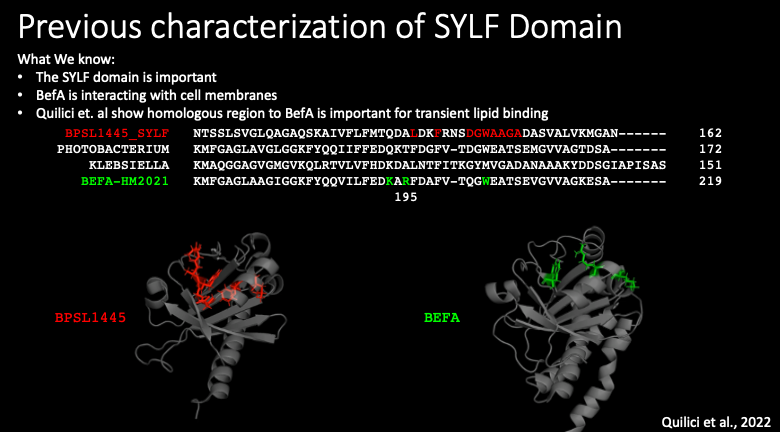 Previous characterization of SYLF Domain
What We know:
• The SYLF domain is important
• BefA is interacting with cell membranes
• Quilici et. al show homologous region to BefA is important for transient lipid binding
BPSL1445_SYLF NTSSLSVGLQAGAQSKAIVFLFMTQDALDKFRNSDGWAAGADASVALVKMGAN------ 162
PHOTOBACTERIUM KMFGAGLAVGLGGKFYQQIIFFEDQKTFDGFV-TDGWEATSEMGVVAGTDSA------- 172
KLEBSIELLA KMAQGGAGVGMGVKQLRTVLVFHDKDALNTFITKGYMVGADANAAAKYDDSGIAPISAS 151
BEFA-HM2021 KMFGAGLAAGIGGKFYQQVILFEDKARFDAFV-TQGWEATSEVGVVAGKESA------- 219
195
BPSL1445
BEFA
Quilici et al., 2022